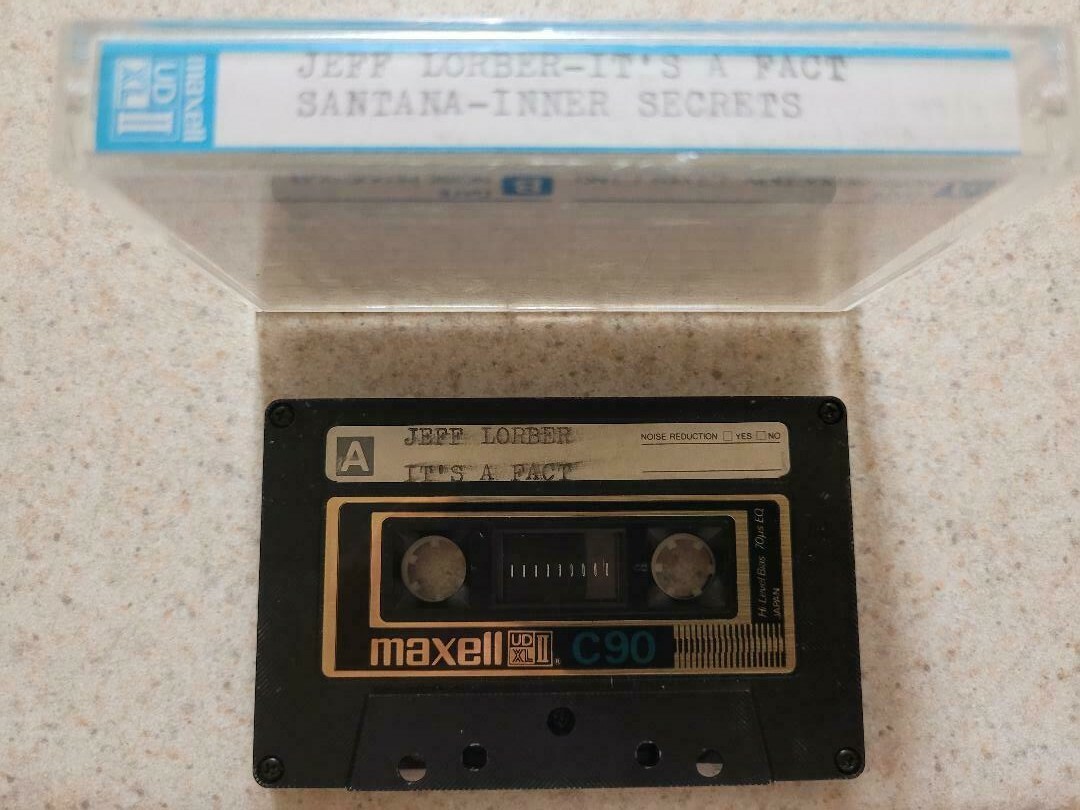 maxell
UD
XL II
JEFF LORBER-IT'S A FACT
SANTANA-INNER SECRETS
B
A
JEFF LORBER
IT'S A FACT
NOISE REDUCTION □ YES □ NO
Hi Level Bias 70µs EQ
JAPAN
maxell UD XL II ® C90